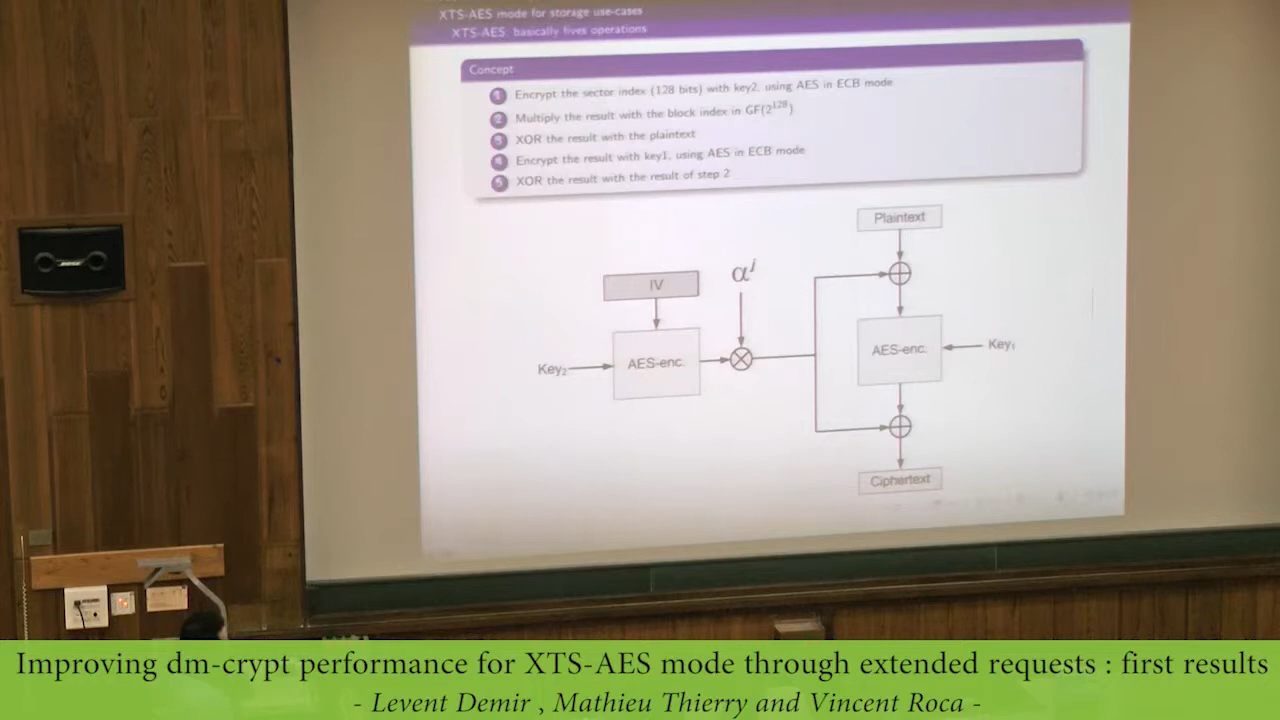 XTS-AES mode for storage use-cases
XTS-AES: basically fives operations
Concept
1 Encrypt the sector index (128 bits) with key2, using AES in ECB mode
2 Multiply the result with the block index in GF(2^128)
3 XOR the result with the plaintext
4 Encrypt the result with key1, using AES in ECB mode
5 XOR the result with the result of step 2
Plaintext
α^j
IV
Key₂
AES-enc.
AES-enc.
Key₁
Ciphertext
BOSE
Improving dm-crypt performance for XTS-AES mode through extended requests : first results
- Levent Demir , Mathieu Thierry and Vincent Roca -